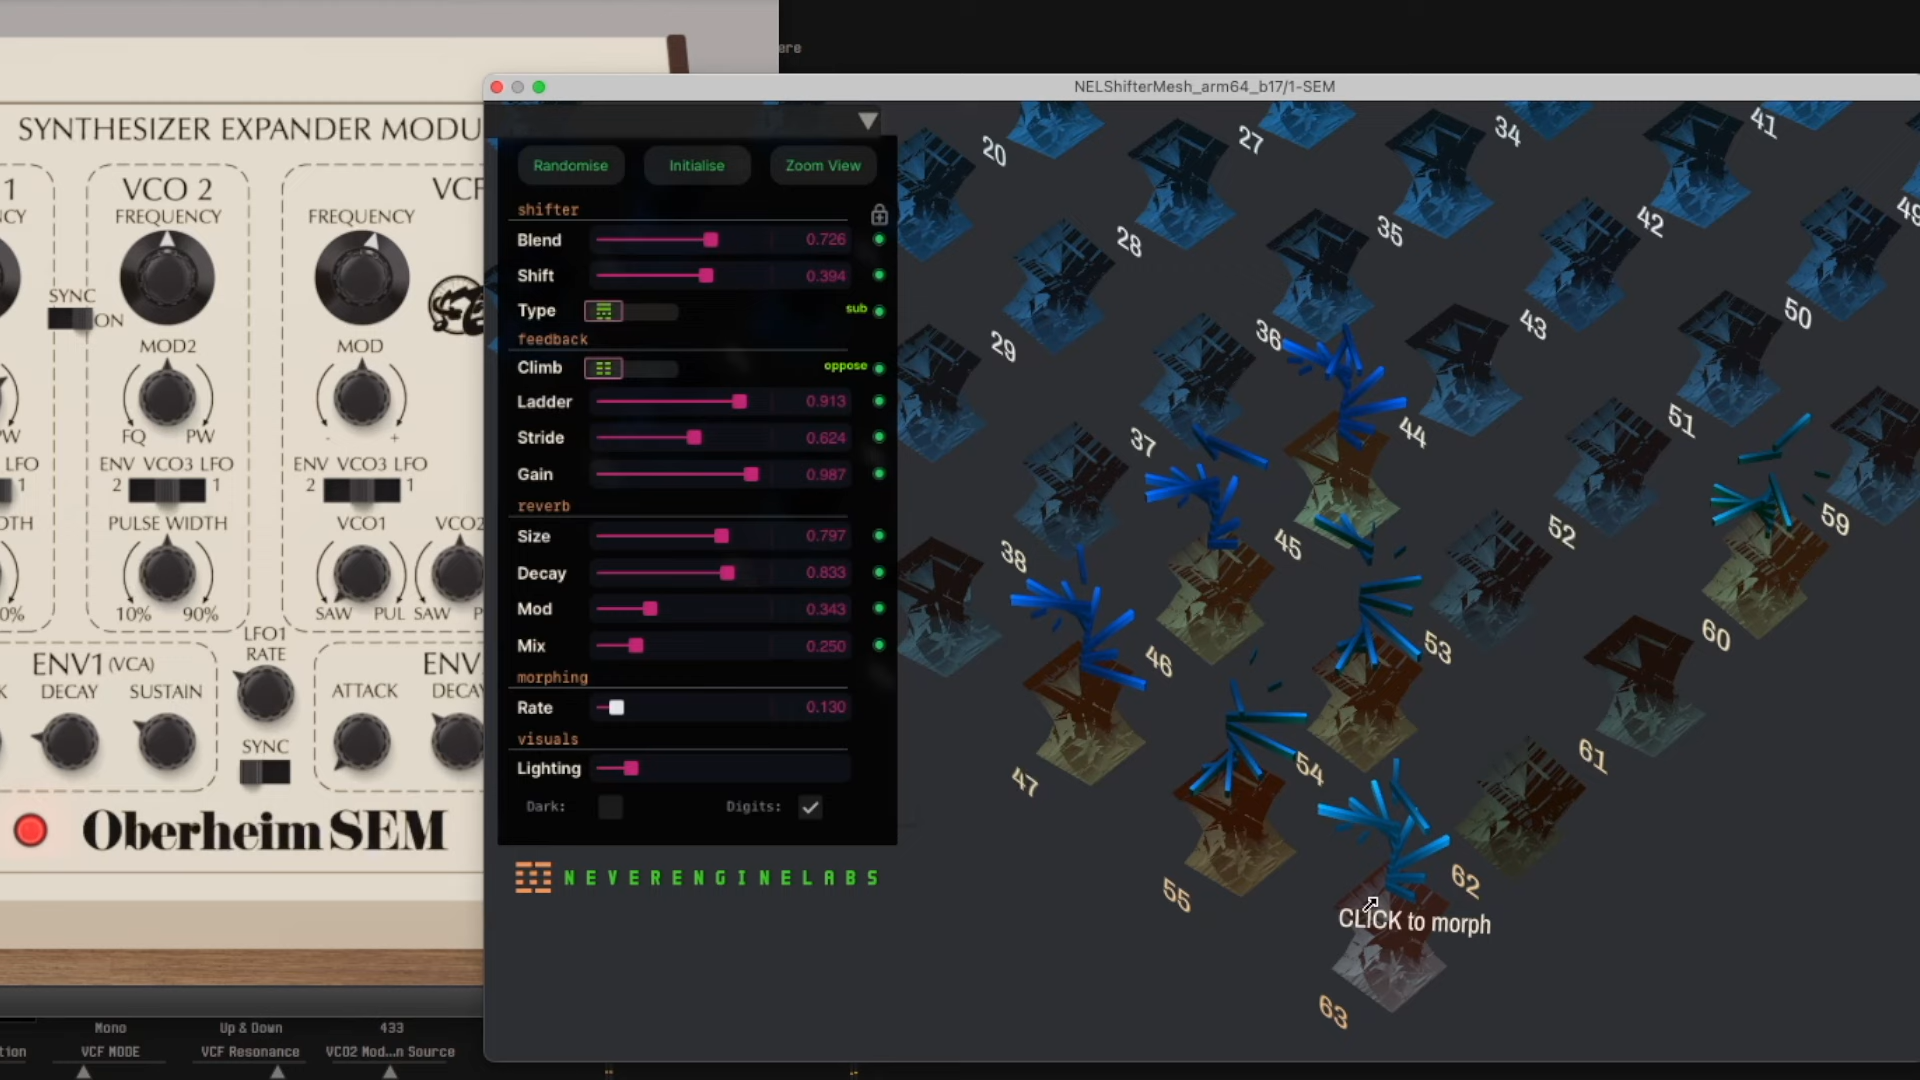 ere
NELShifterMesh_arm64_b17/1-SEM
SYNTHESIZER EXPANDER MODU
1
VCO 2
VCF
FREQUENCY
FREQUENCY
SYNC
ON
MOD2
MOD
FQ
PW
-
+
ENV VCO3 LFO
ENV VCO3 LFO
LFO
1
2
1
2
1
PULSE WIDTH
VCO1
VCO2
10%
90%
SAW
PUL
SAW
LFO1
RATE
ENV1 (VCA)
ENV
DECAY
SUSTAIN
ATTACK
DECAY
SYNC
Oberheim SEM
Mono
Up & Down
433
tion
VCF MODE
VCF Resonance
VCO2 Mod...n Source
Randomise
Initialise
Zoom View
shifter
Blend
0.726
Shift
0.394
Type
sub
feedback
Climb
oppose
Ladder
0.913
Stride
0.624
Gain
0.987
reverb
Size
0.797
Decay
0.833
Mod
0.343
Mix
0.250
morphing
Rate
0.130
visuals
Lighting
Dark:
Digits:
NEVERENGINELABS
20
27
34
41
28
35
42
49
29
36
43
50
37
44
51
38
45
52
59
46
53
60
47
54
61
55
62
CLICK to morph
63